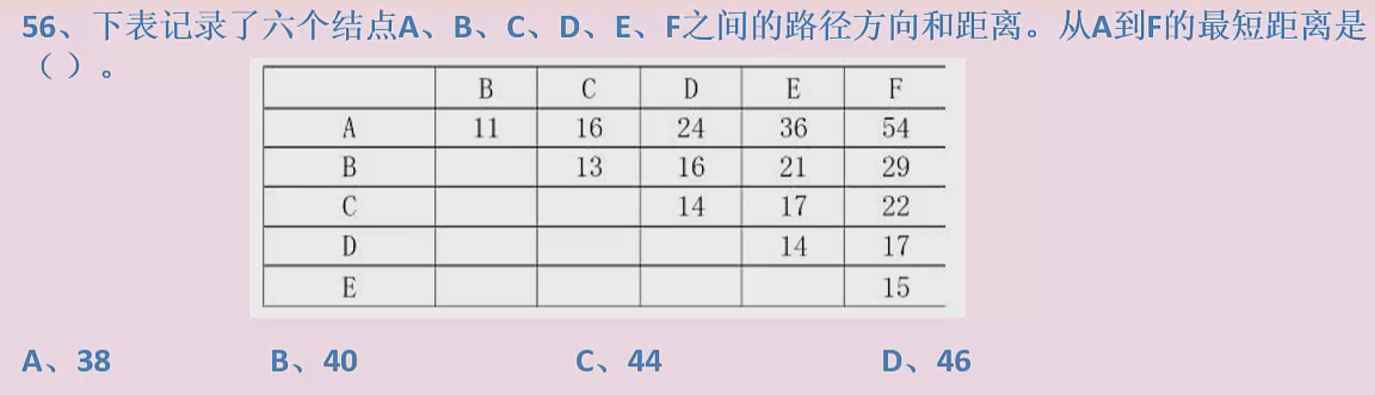 56、下表记录了六个结点A、B、C、D、E、F之间的路径方向和距离。从A到F的最短距离是
（ ）。
B C D E F
A 11 16 24 36 54
B 13 16 21 29
C 14 17 22
D 14 17
E 15
A、38 B、40 C、44 D、46